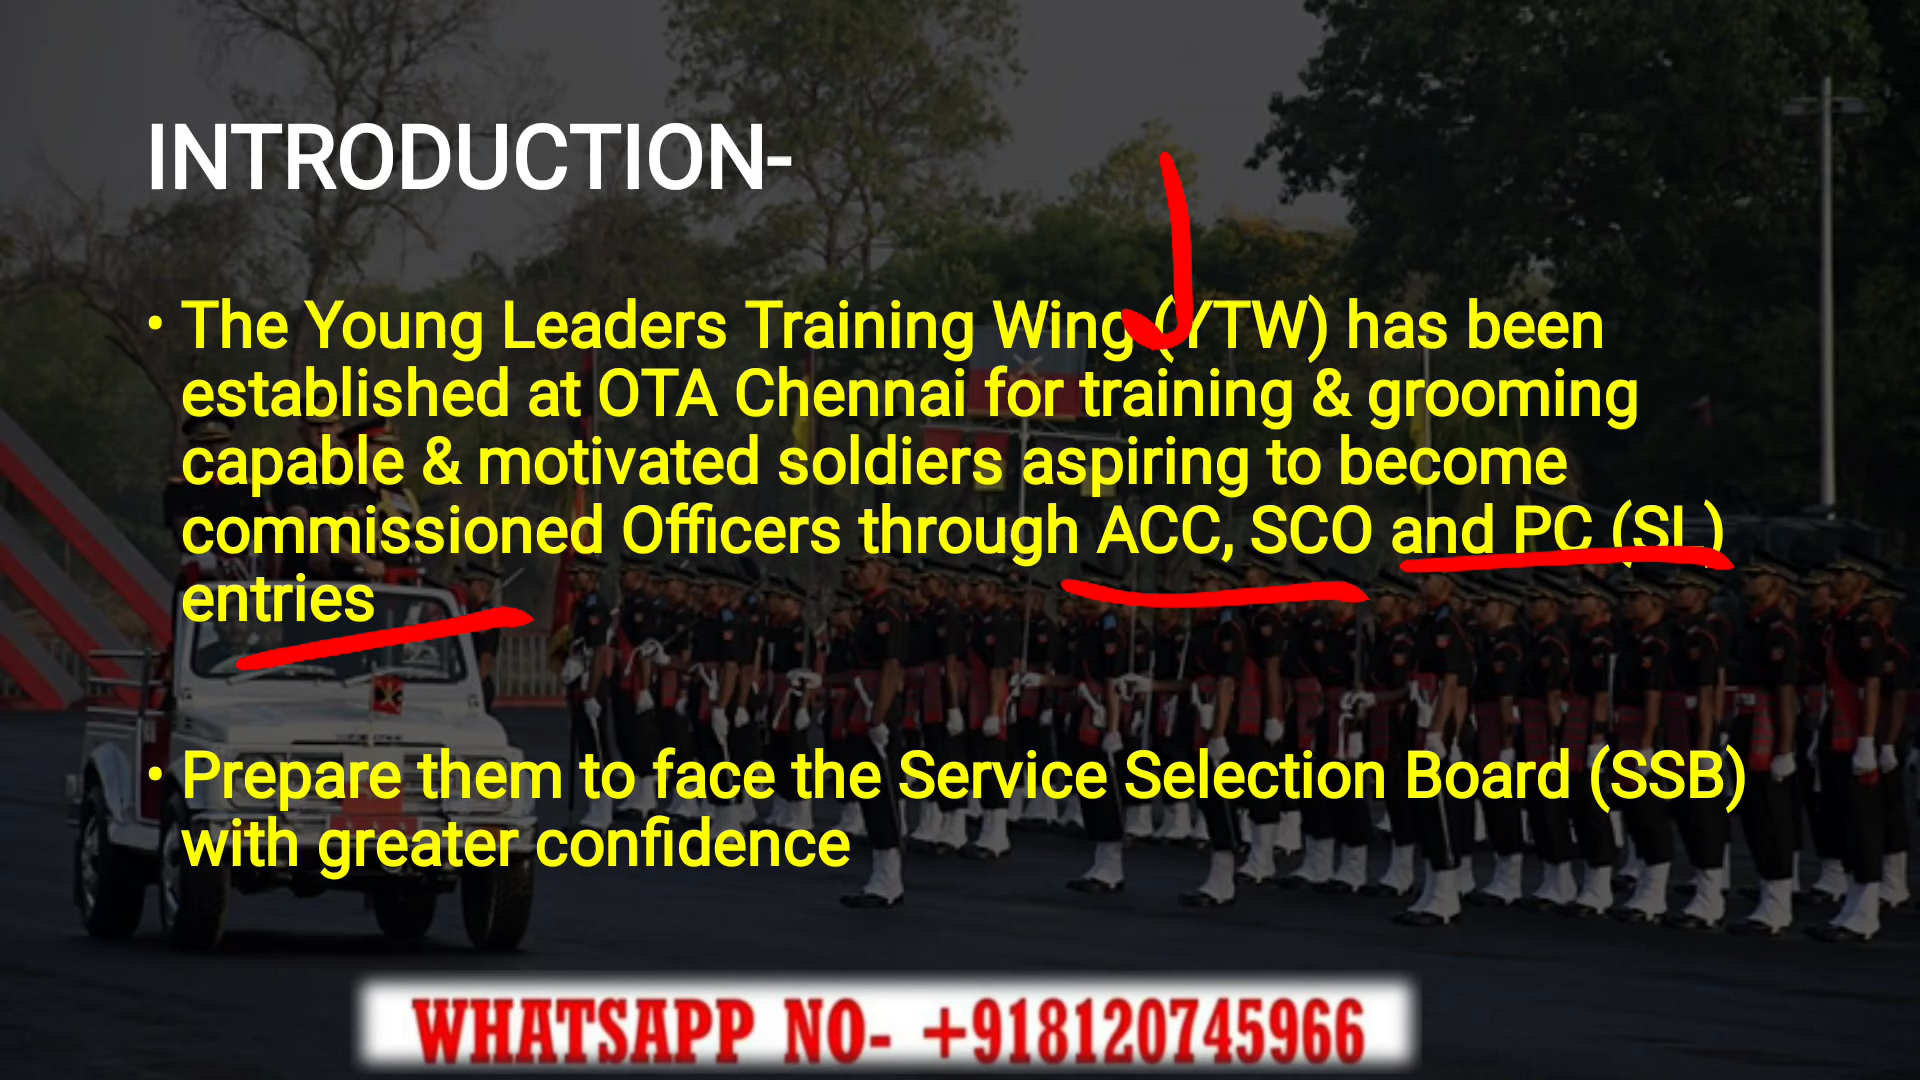 INTRODUCTION-
• The Young Leaders Training Wing (YTW) has been
established at OTA Chennai for training & grooming
capable & motivated soldiers aspiring to become
commissioned Officers through ACC, SCO and PC (SL)
entries
• Prepare them to face the Service Selection Board (SSB)
with greater confidence
WHATSAPP NO- +918120745966